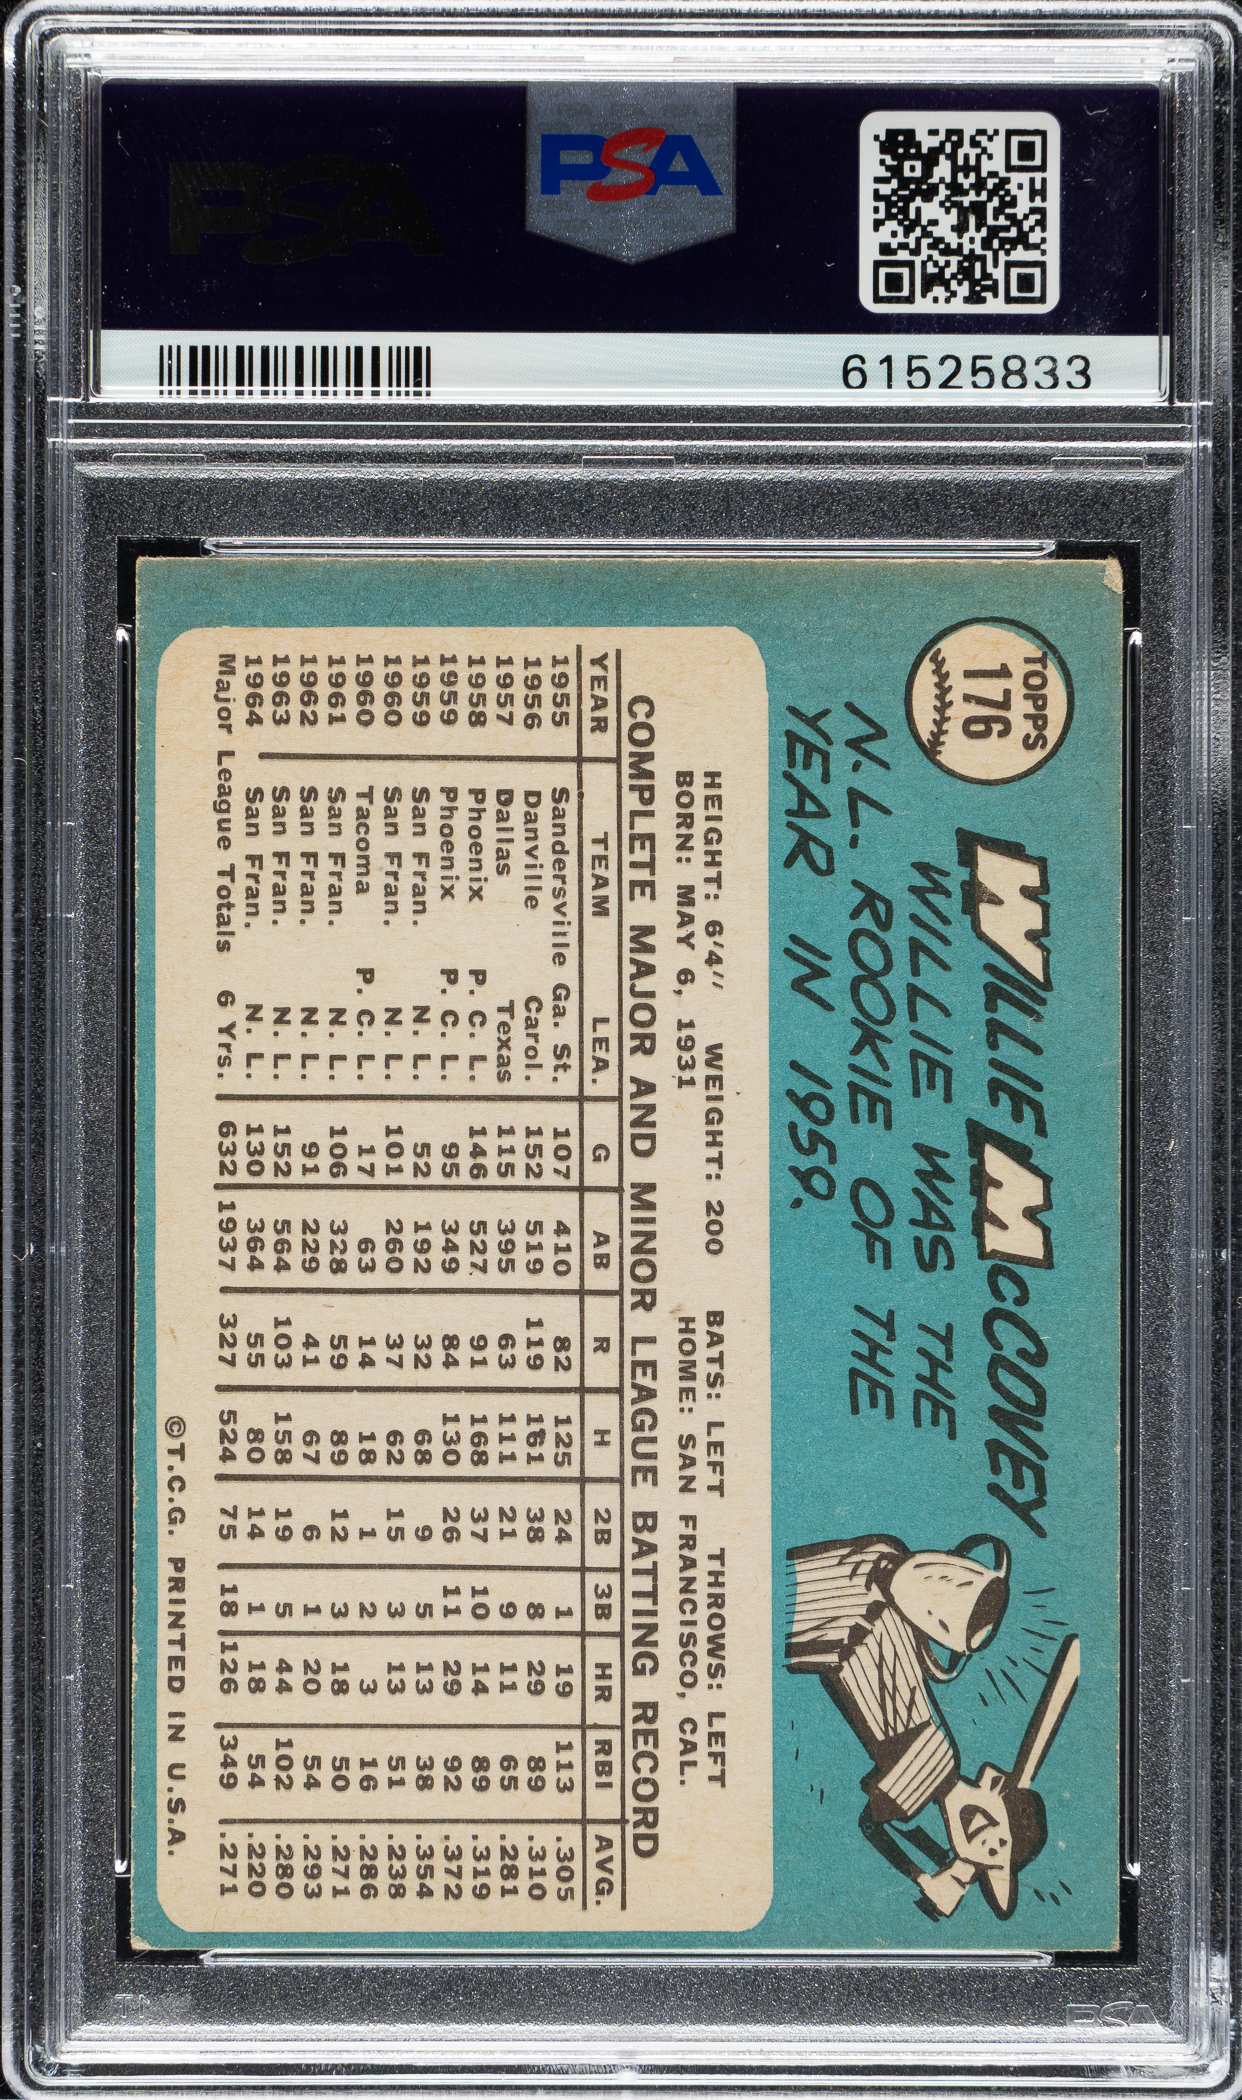 PSA
PSA
61525833
TOPPS
176
WILLIE McCOVEY
WILLIE WAS THE
N.L. ROOKIE OF THE
YEAR IN 1959.
HEIGHT: 6'4" WEIGHT: 200 BATS: LEFT THROWS: LEFT
BORN: MAY 6, 1931 HOME: SAN FRANCISCO, CAL.
COMPLETE MAJOR AND MINOR LEAGUE BATTING RECORD
YEAR TEAM LEA. G AB R H 2B 3B HR RBI AVG.
1955 Sandersville Ga. St. 107 410 82 125 24 1 19 113 .305
1956 Danville Carol. 152 519 119 161 38 8 29 89 .310
1957 Dallas Texas 115 395 63 111 21 9 11 65 .281
1958 Phoenix P. C. L. 146 527 91 168 37 10 14 89 .319
1959 Phoenix P. C. L. 95 349 84 130 26 11 29 92 .372
1959 San Fran. N. L. 52 192 32 68 9 5 13 38 .354
1960 San Fran. N. L. 101 260 37 62 15 3 13 51 .238
1960 Tacoma P. C. L. 17 63 14 18 1 2 3 16 .286
1961 San Fran. N. L. 106 328 59 89 12 3 18 50 .271
1962 San Fran. N. L. 91 229 41 67 6 1 20 54 .293
1963 San Fran. N. L. 152 564 103 158 19 5 44 102 .280
1964 San Fran. N. L. 130 364 55 80 14 1 18 54 .220
Major League Totals 6 Yrs. 632 1937 327 524 75 18 126 349 .271
©T.C.G. PRINTED IN U.S.A.
PSA